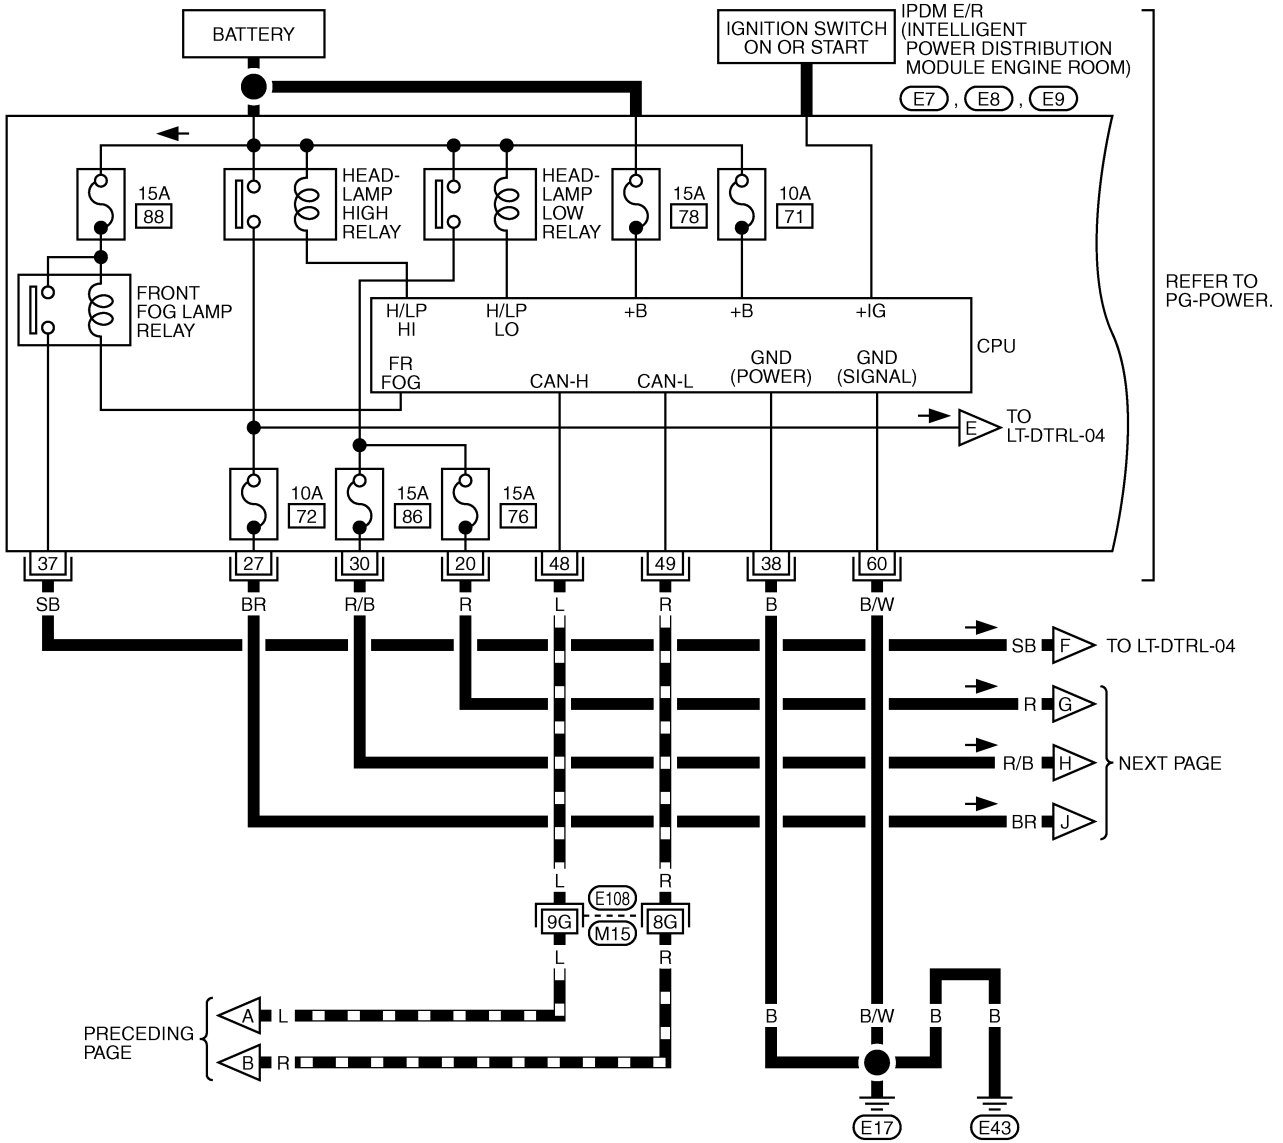 BATTERY
IGNITION SWITCH
ON OR START
IPDM E/R
(INTELLIGENT
POWER DISTRIBUTION
MODULE ENGINE ROOM)
E7 , E8 , E9
15A
88
HEAD-
LAMP
HIGH
RELAY
HEAD-
LAMP
LOW
RELAY
15A
78
10A
71
REFER TO
PG-POWER.
FRONT
FOG LAMP
RELAY
H/LP
HI
H/LP
LO
+B
+B
+IG
CPU
FR
FOG
CAN-H
CAN-L
GND
(POWER)
GND
(SIGNAL)
E
TO
LT-DTRL-04
10A
72
15A
86
15A
76
37
27
30
20
48
49
38
60
SB
BR
R/B
R
L
R
B
B/W
SB
F
TO LT-DTRL-04
R
G
R/B
H
NEXT PAGE
BR
J
L
R
E108
9G
8G
M15
L
R
PRECEDING
PAGE
A
L
B
R
B
B/W
B
B
E17
E43